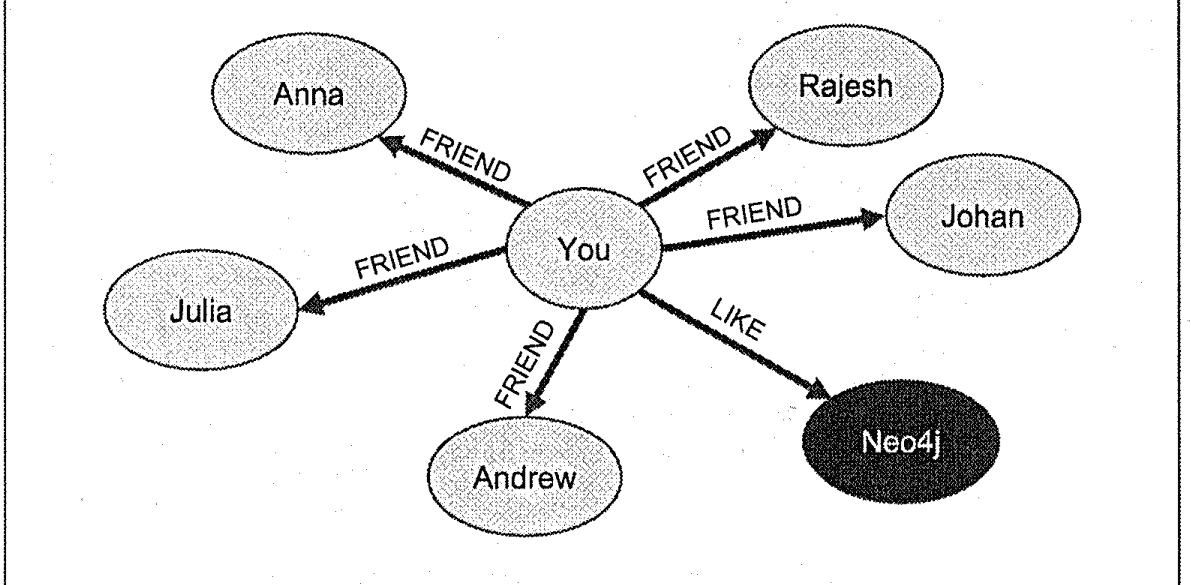 Anna
Rajesh
FRIEND
FRIEND
FRIEND
Johan
You
FRIEND
Julia
LIKE
FRIEND
Neo4j
Andrew